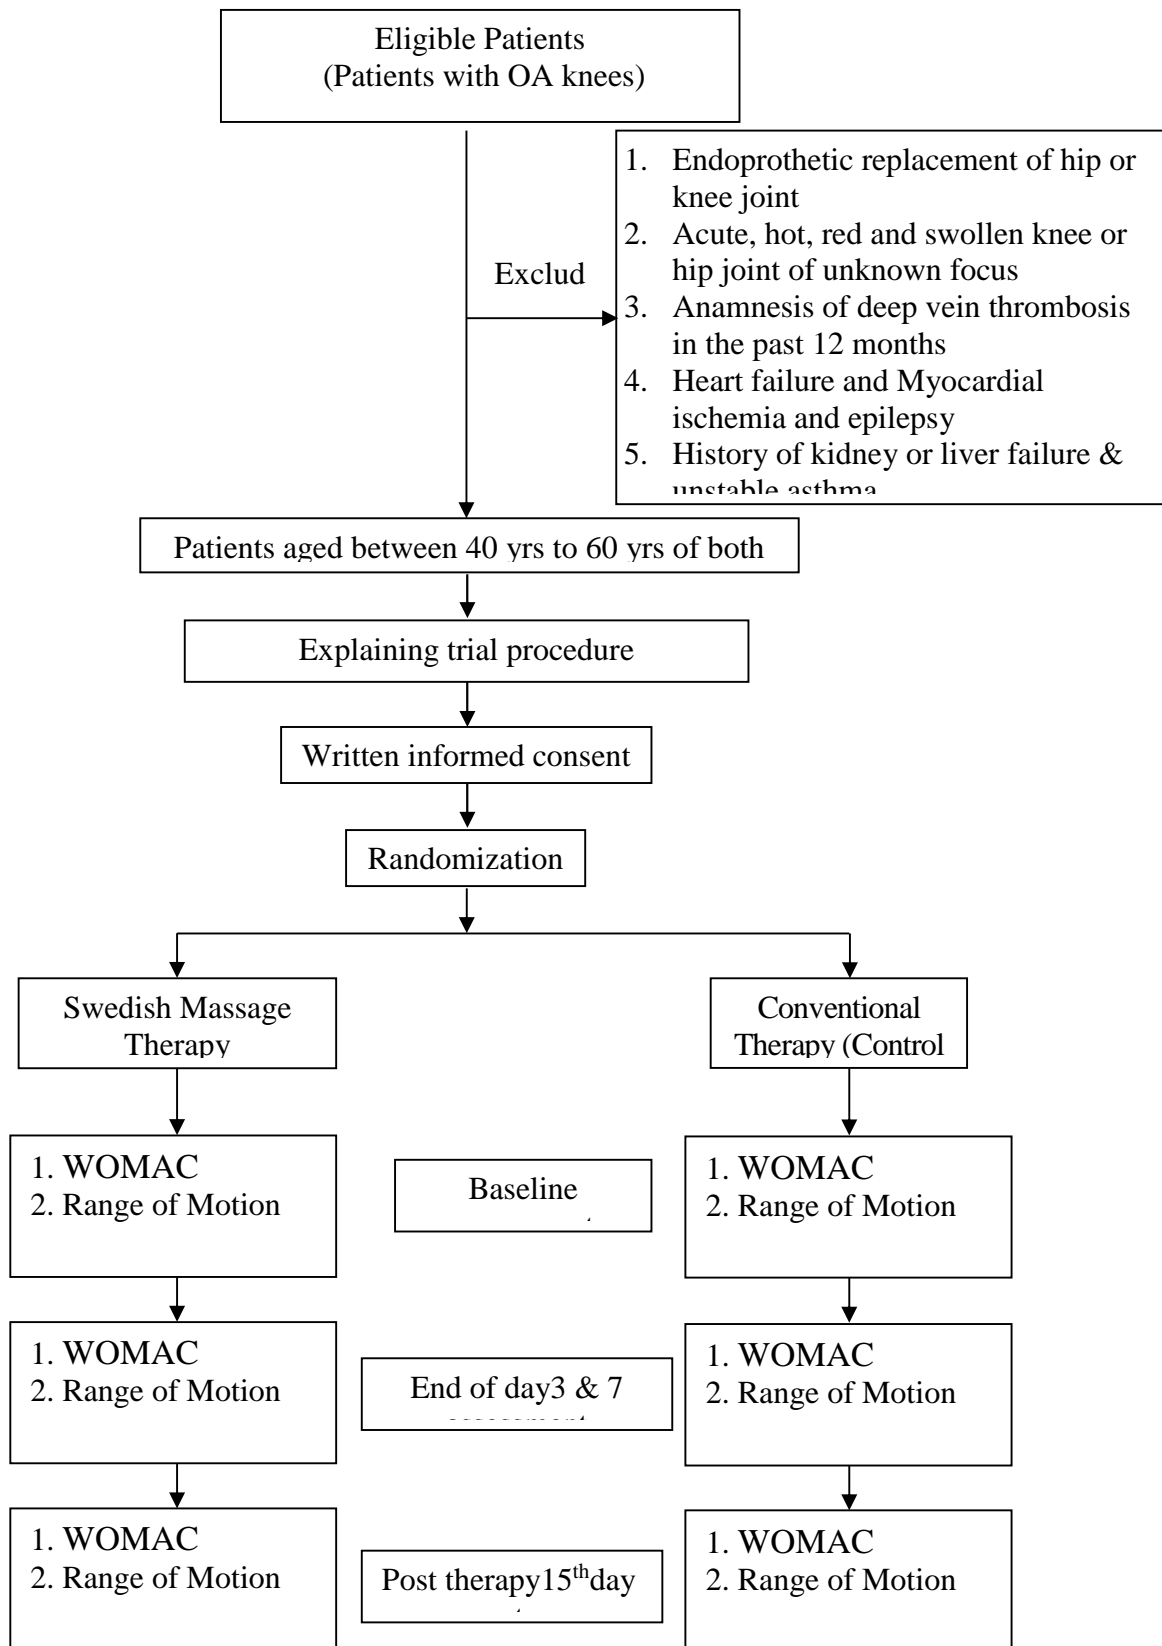 Eligible Patients
(Patients with OA knees)
1. Endoprothetic replacement of hip or
knee joint
2. Acute, hot, red and swollen knee or
hip joint of unknown focus
Exclud
3. Anamnesis of deep vein thrombosis
in the past 12 months
4. Heart failure and Myocardial
ischemia and epilepsy
5. History of kidney or liver failure &
unstable asthma
Patients aged between 40 yrs to 60 yrs of both
Explaining trial procedure
Written informed consent
Randomization
Swedish Massage
Therapy
Conventional
Therapy (Control
1. WOMAC
2. Range of Motion
Baseline
1. WOMAC
2. Range of Motion
1. WOMAC
2. Range of Motion
End of day3 & 7
assessment
1. WOMAC
2. Range of Motion
1. WOMAC
2. Range of Motion
Post therapy15thday
1. WOMAC
2. Range of Motion